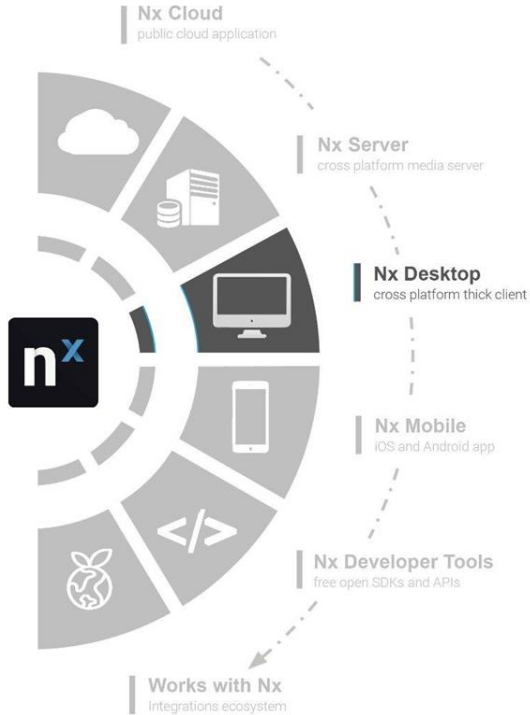 Nx Cloud
public cloud application
Nx Server
cross platform media server
Nx Desktop
cross platform thick client
nx
Nx Mobile
iOS and Android app
</>
Nx Developer Tools
free open SDKs and APIs
Works with Nx
Integrations ecosystem